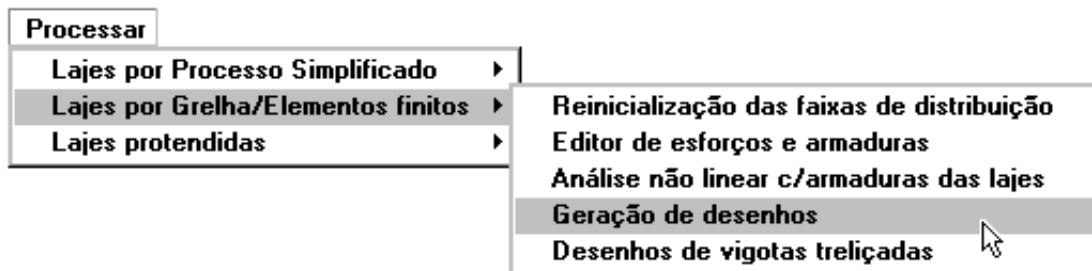 Processar
Lajes por Processo Simplificado
Lajes por Grelha/Elementos finitos
Lajes protendidas
Reinicialização das faixas de distribuição
Editor de esforços e armaduras
Análise não linear c/armaduras das lajes
Geração de desenhos
Desenhos de vigotas treliçadas